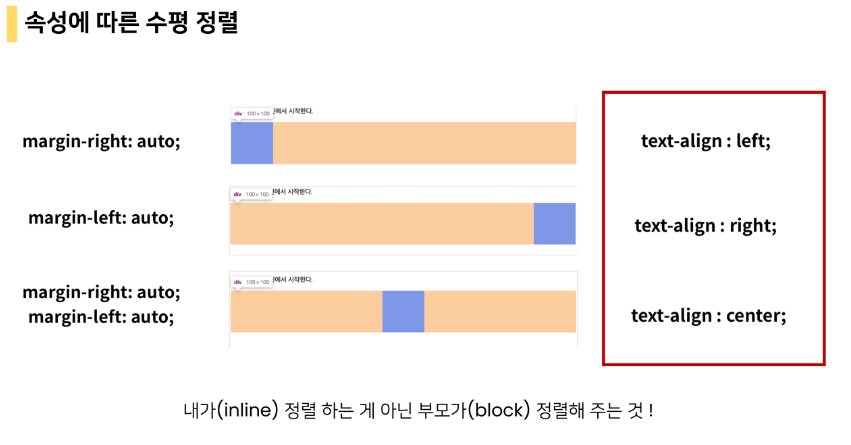 속성에 따른 수평 정렬
margin-right: auto;
div 100×100 에서 시작한다.
text-align : left;
margin-left: auto;
div 100×100 에서 시작한다.
text-align : right;
margin-right: auto;
margin-left: auto;
div 100×100 에서 시작한다.
text-align : center;
내가(inline) 정렬 하는 게 아닌 부모가(block) 정렬해 주는 것 !